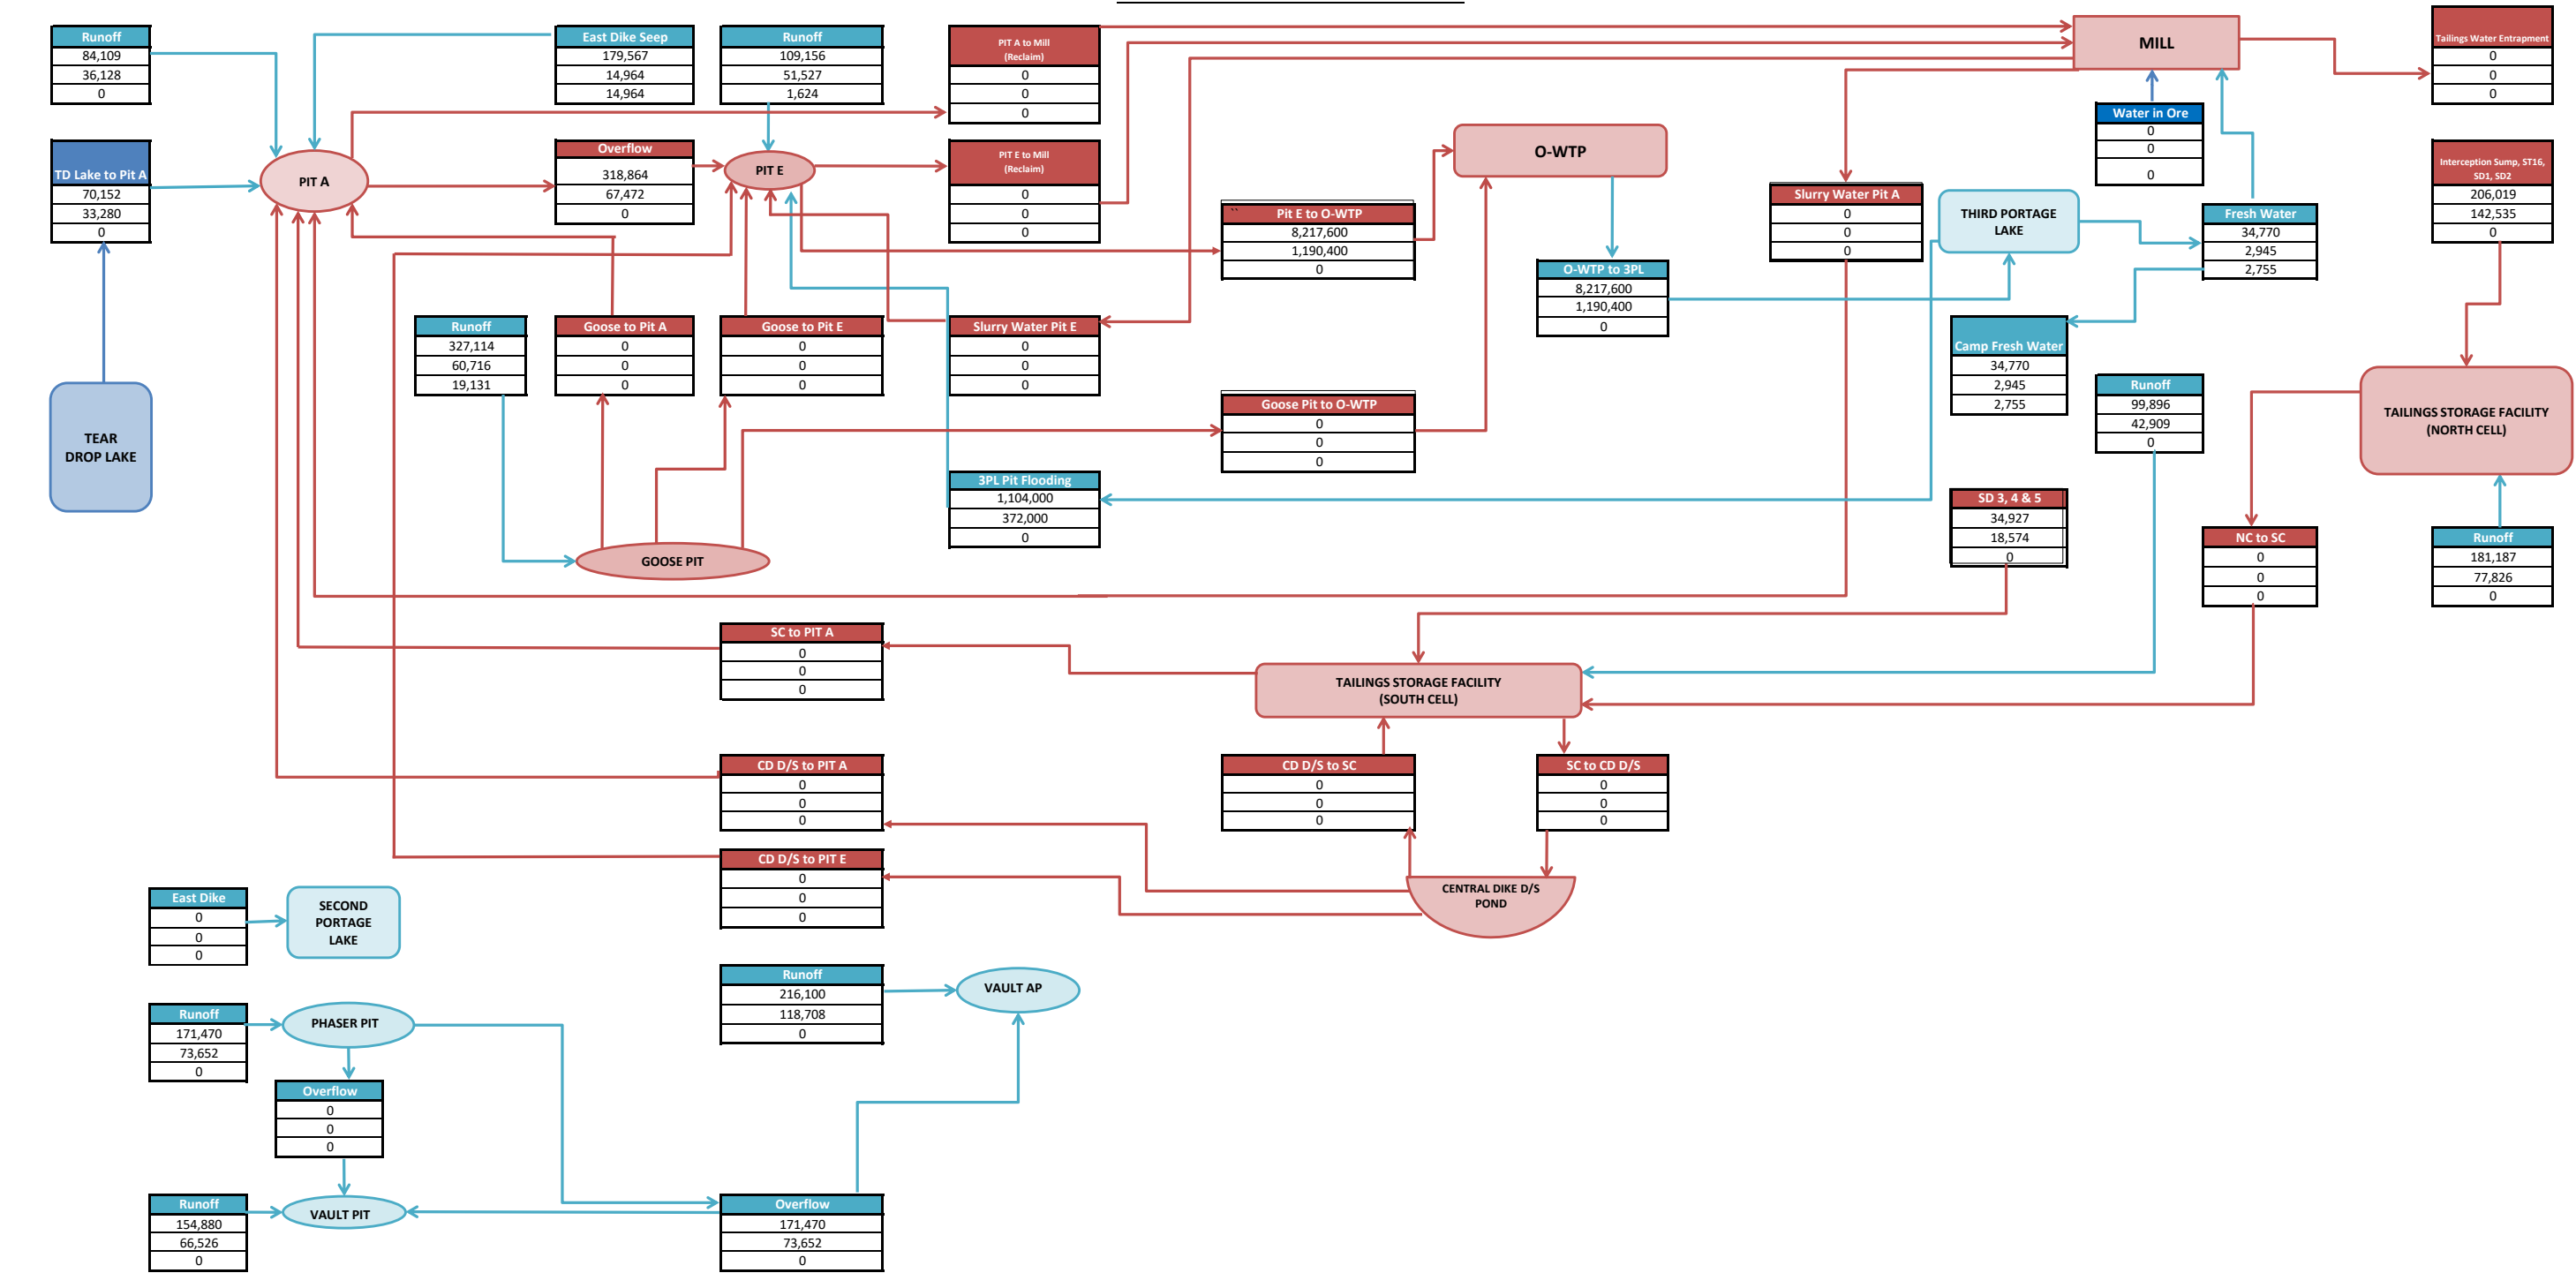 Runoff
84,109
36,128
0
East Dike Seep
179,567
14,964
14,964
Runoff
109,156
51,527
1,624
PIT A to Mill
(Reclaim)
0
0
0
MILL
Tailings Water Entrapment
0
0
0
Water in Ore
0
0
0
TD Lake to Pit A
70,152
33,280
0
PIT A
Overflow
318,864
67,472
0
PIT E
PIT E to Mill
(Reclaim)
0
0
0
O-WTP
Interception Sump, ST16,
SD1, SD2
206,019
142,535
0
`` Pit E to O-WTP
8,217,600
1,190,400
0
Slurry Water Pit A
0
0
0
THIRD PORTAGE
LAKE
Fresh Water
34,770
2,945
2,755
O-WTP to 3PL
8,217,600
1,190,400
0
Runoff
327,114
60,716
19,131
Goose to Pit A
0
0
0
Goose to Pit E
0
0
0
Slurry Water Pit E
0
0
0
Camp Fresh Water
34,770
2,945
2,755
TEAR
DROP LAKE
Goose Pit to O-WTP
0
0
0
Runoff
99,896
42,909
0
TAILINGS STORAGE FACILITY
(NORTH CELL)
3PL Pit Flooding
1,104,000
372,000
0
SD 3, 4 & 5
34,927
18,574
0
GOOSE PIT
NC to SC
0
0
0
Runoff
181,187
77,826
0
SC to PIT A
0
0
0
TAILINGS STORAGE FACILITY
(SOUTH CELL)
CD D/S to PIT A
0
0
0
CD D/S to SC
0
0
0
SC to CD D/S
0
0
0
CD D/S to PIT E
0
0
0
CENTRAL DIKE D/S
POND
East Dike
0
0
0
SECOND
PORTAGE
LAKE
Runoff
216,100
118,708
0
VAULT AP
Runoff
171,470
73,652
0
PHASER PIT
Overflow
0
0
0
Runoff
154,880
66,526
0
VAULT PIT
Overflow
171,470
73,652
0